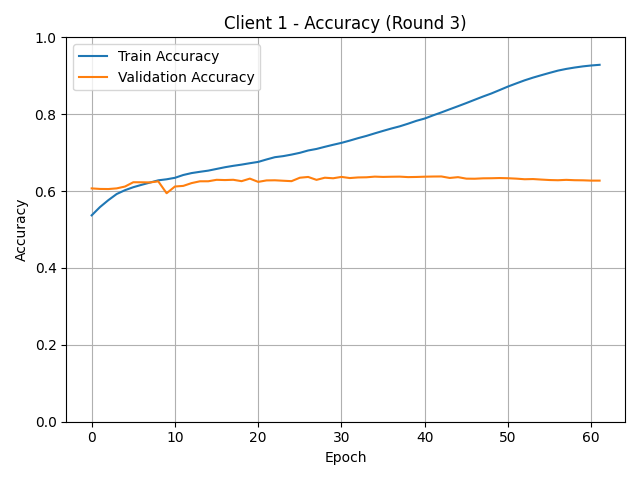 Client 1 - Accuracy (Round 3)
Train Accuracy
Validation Accuracy
Accuracy
1.0
0.8
0.6
0.4
0.2
0.0
0 10 20 30 40 50 60
Epoch